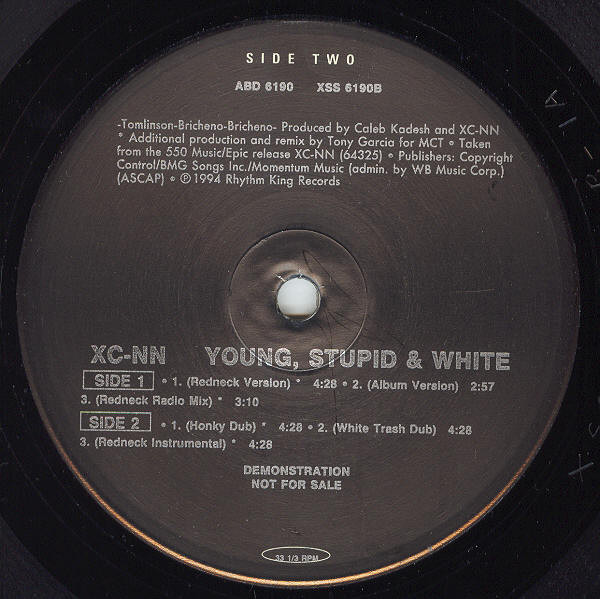 SIDE TWO
ABD 6190 XSS 6190B
-Tomlinson-Bricheno-Bricheno- Produced by Caleb Kadesh and XC-NN
* Additional production and remix by Tony Garcia for MCT • Taken
from the 550 Music/Epic release XC-NN (64325) • Publishers: Copyright
Control/BMG Songs Inc./Momentum Music (admin. by WB Music Corp.)
(ASCAP) • ℗ 1994 Rhythm King Records
XC-NN YOUNG, STUPID & WHITE
SIDE 1 • 1. (Redneck Version) * 4:28 • 2. (Album Version) 2:57
3. (Redneck Radio Mix) * 3:10
SIDE 2 • 1. (Honky Dub) * 4:28 • 2. (White Trash Dub) 4:28
3. (Redneck Instrumental) * 4:28
DEMONSTRATION
NOT FOR SALE
33 1/3 RPM